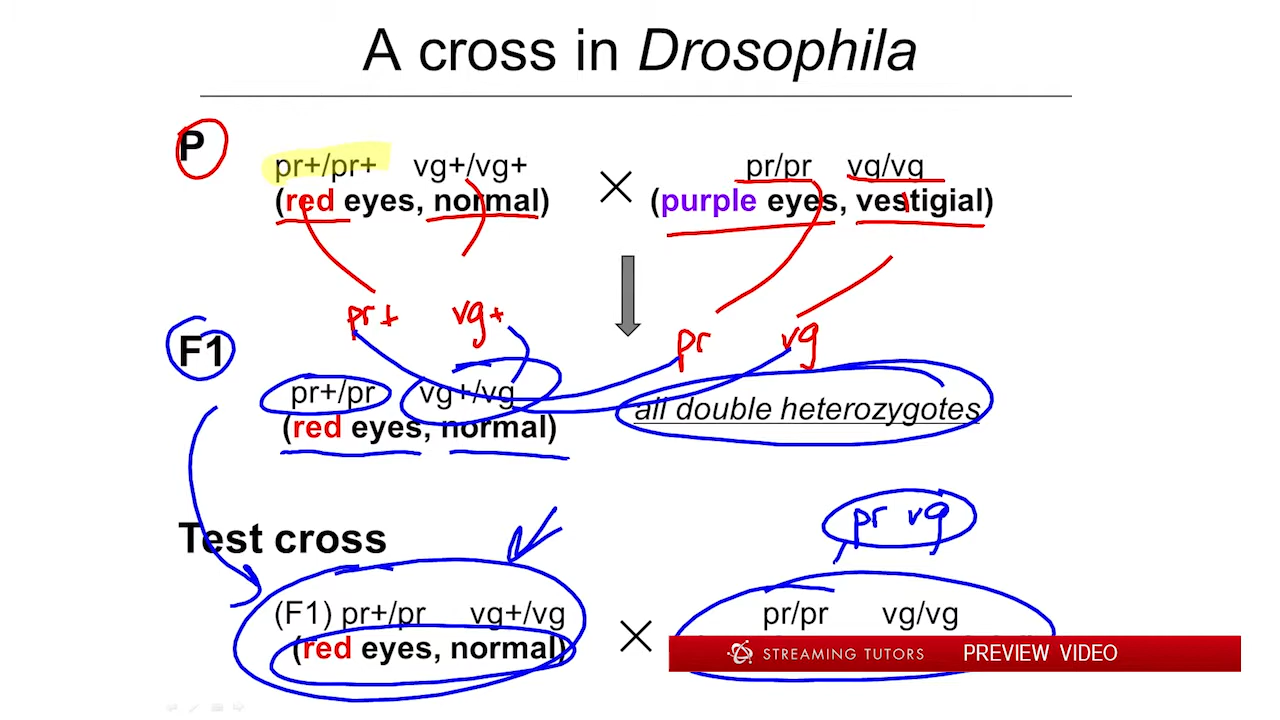 A cross in Drosophila
P
pr+/pr+ vg+/vg+ × pr/pr vg/vg
(red eyes, normal) (purple eyes, vestigial)
pr+ vg+ pr vg
F1
pr+/pr vg+/vg
all double heterozygotes
(red eyes, normal)
pr vg
Test cross
(F1) pr+/pr vg+/vg × pr/pr vg/vg
(red eyes, normal)
STREAMING TUTORS PREVIEW VIDEO